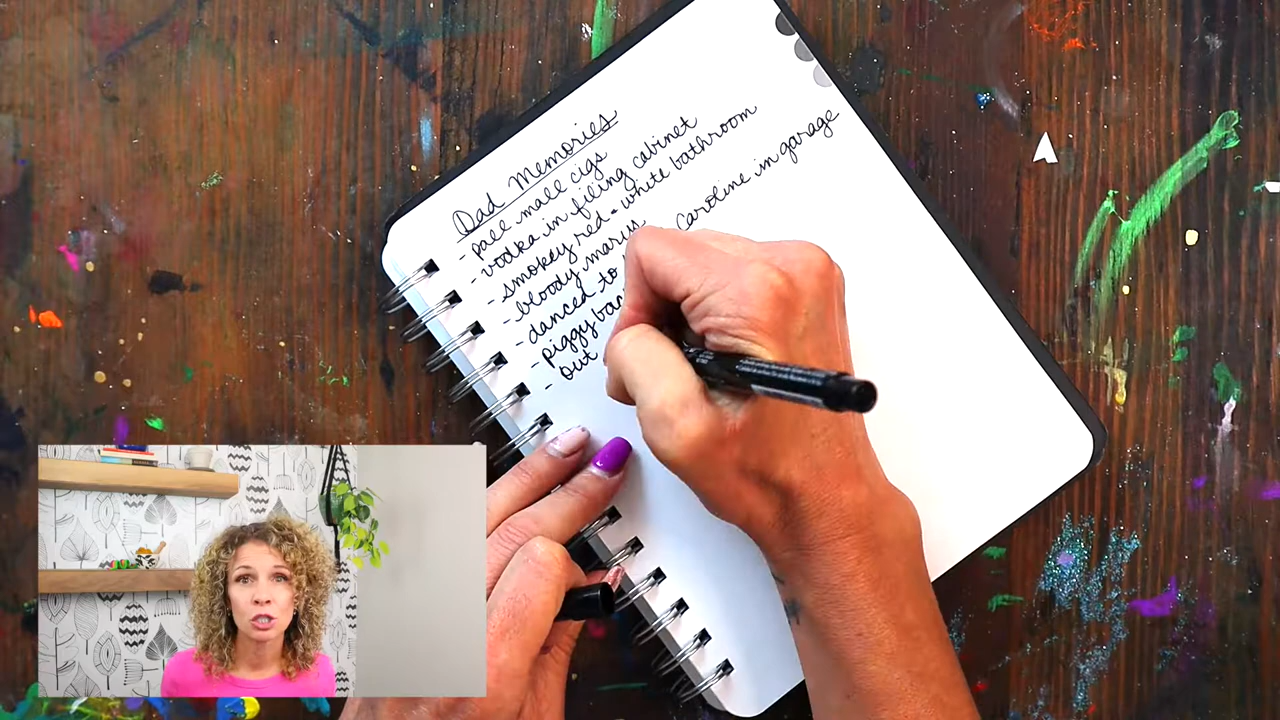 Dad Memories
- pall mall cigs
- vodka in filing cabinet
- smokey red + white bathroom
- bloody marys
- danced to Caroline in garage
- piggyba
- out